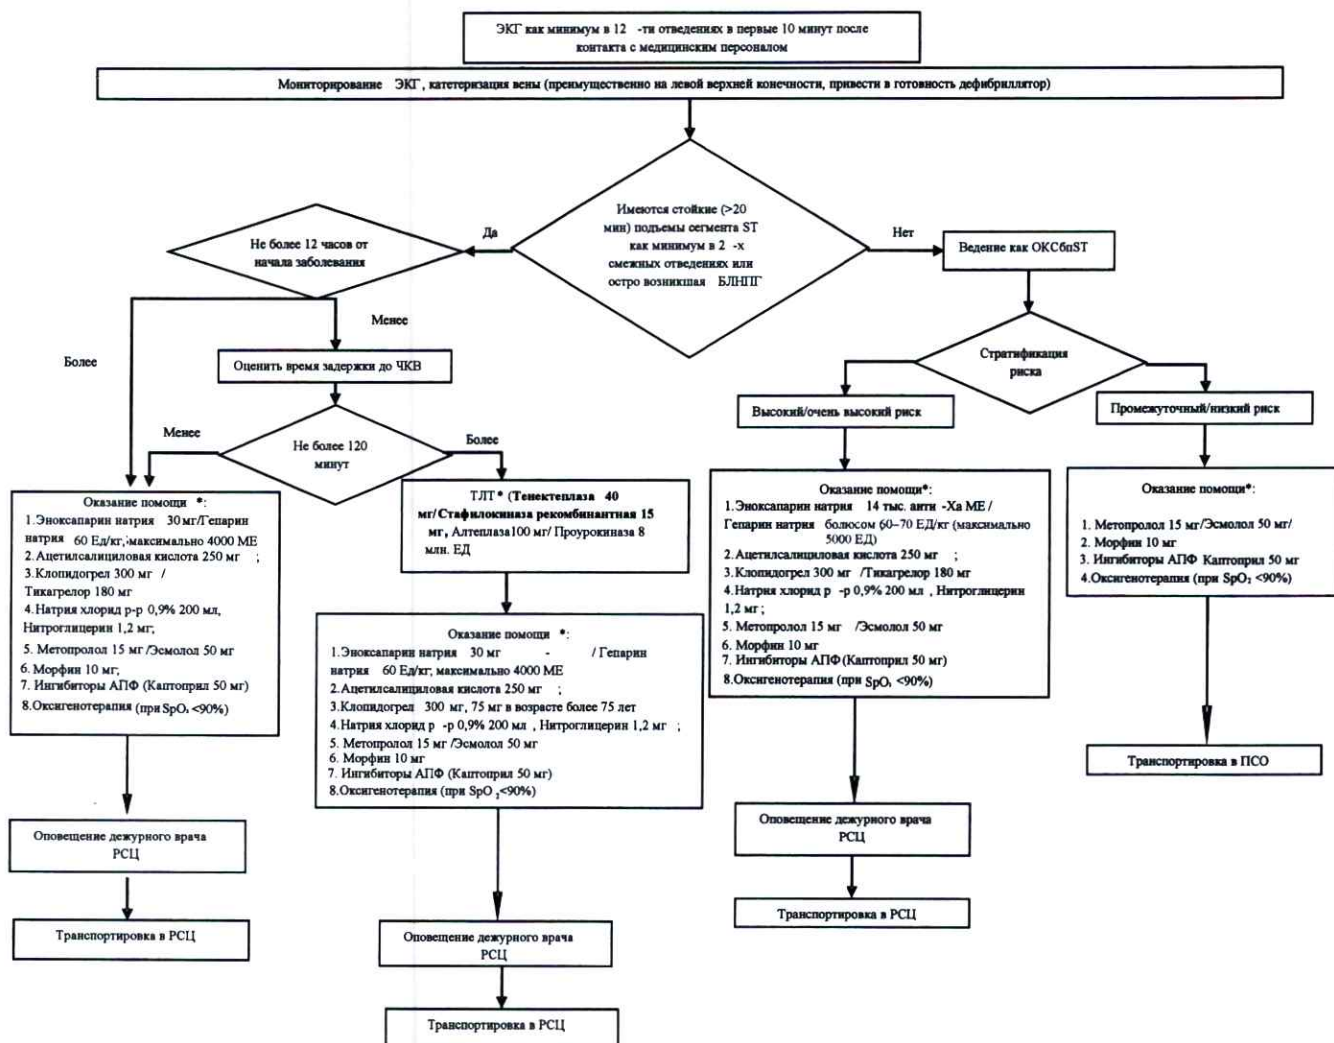 ЭКГ как минимум в 12 -ти отведениях в первые 10 минут после
контакта с медицинским персоналом
Мониторирование ЭКГ, катетеризация вены (преимущественно на левой верхней конечности, привести в готовность дефибриллятор)
Имеются стойкие (>20
мин) подъемы сегмента ST
как минимум в 2 -х
смежных отведениях или
остро возникшая БЛНПГ
Да
Нет
Не более 12 часов от
начала заболевания
Ведение как ОКСбпST
Менее
Более
Оценить время задержки до ЧКВ
Стратификация
риска
Высокий/очень высокий риск
Промежуточный/низкий риск
Менее
Не более 120
минут
Более
Оказание помощи *:
1.Эноксапарин натрия 30 мг/Гепарин
натрия 60 Ед/кг, максимально 4000 МЕ
2.Ацетилсалициловая кислота 250 мг ;
3.Клопидогрел 300 мг /
Тикагрелор 180 мг
4.Натрия хлорид р-р 0,9% 200 мл,
Нитроглицерин 1,2 мг;
5. Метопролол 15 мг /Эсмолол 50 мг
6. Морфин 10 мг;
7. Ингибиторы АПФ (Каптоприл 50 мг)
8.Оксигенотерапия (при SpO₂ <90%)
Оповещение дежурного врача
РСЦ
Транспортировка в РСЦ
ТЛТ * (Тенектеплаза 40
мг/ Стафилокиназа рекомбинантная 15
мг, Алтеплаза100 мг/ Проурокиназа 8
млн. ЕД
Оказание помощи *:
1.Эноксапарин натрия 30 мг - / Гепарин
натрия 60 Ед/кг, максимально 4000 МЕ
2.Ацетилсалициловая кислота 250 мг ;
3.Клопидогрел 300 мг, 75 мг в возрасте более 75 лет
4.Натрия хлорид р -р 0,9% 200 мл , Нитроглицерин 1,2 мг ;
5. Метопролол 15 мг /Эсмолол 50 мг
6. Морфин 10 мг
7. Ингибиторы АПФ (Каптоприл 50 мг)
8.Оксигенотерапия (при SpO ₂<90%)
Оповещение дежурного врача
РСЦ
Транспортировка в РСЦ
Оказание помощи*:
1.Эноксапарин натрия 14 тыс. анти -Ха МЕ /
Гепарин натрия болюсом 60–70 ЕД/кг (максимально
5000 ЕД)
2.Ацетилсалициловая кислота 250 мг ;
3.Клопидогрел 300 мг /Тикагрелор 180 мг
4.Натрия хлорид р -р 0,9% 200 мл , Нитроглицерин
1,2 мг ;
5. Метопролол 15 мг /Эсмолол 50 мг
6. Морфин 10 мг
7. Ингибиторы АПФ (Каптоприл 50 мг)
8.Оксигенотерапия (при SpO₂ <90%)
Оповещение дежурного врача
РСЦ
Транспортировка в РСЦ
Оказание помощи*:
1. Метопролол 15 мг/Эсмолол 50 мг/
2. Морфин 10 мг
3. Ингибиторы АПФ Каптоприл 50 мг
4.Оксигенотерапия (при SpO₂ <90%)
Транспортировка в ПСО